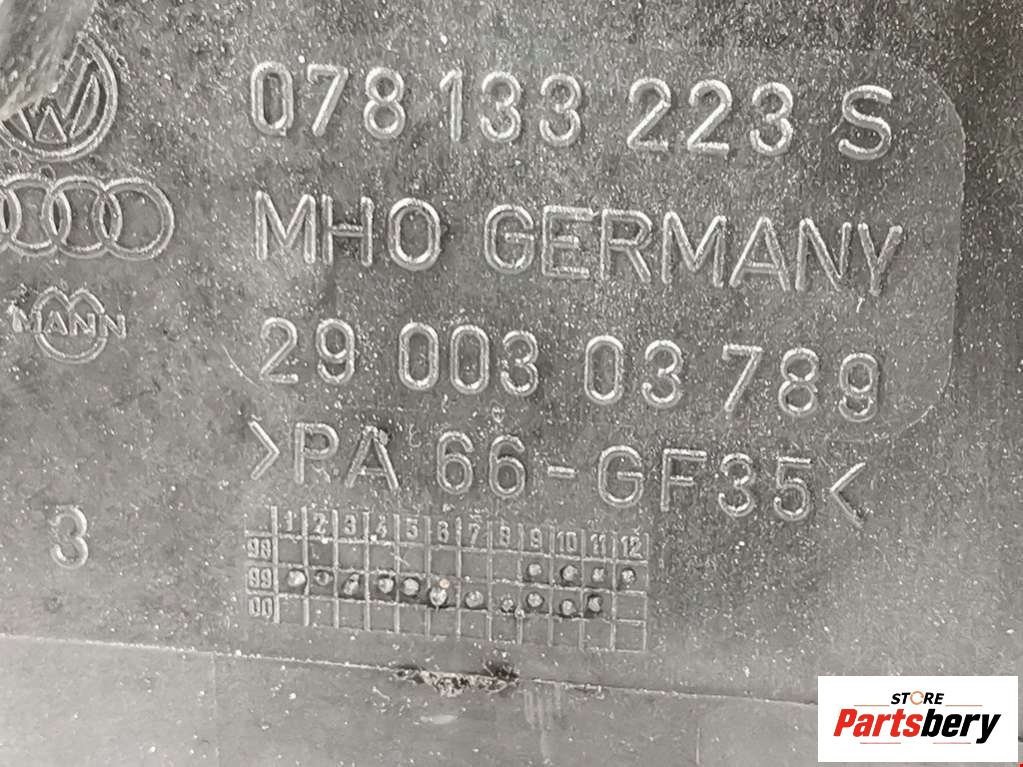 078 133 223 S
MHO GERMANY
MANN
29 003 03 789
>PA 66-GF35<
3
1 2 3 4 5 6 7 8 9 10 11 12
98
99
00
STORE
Partsbery